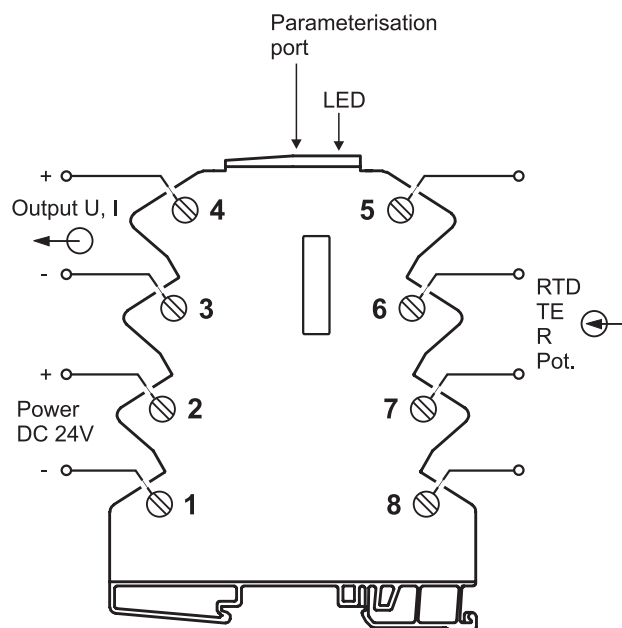 Parameterisation
port
LED
+
4
5
Output U, I
-
3
6
RTD
TE
R
Pot.
+
2
7
Power
DC 24V
-
1
8